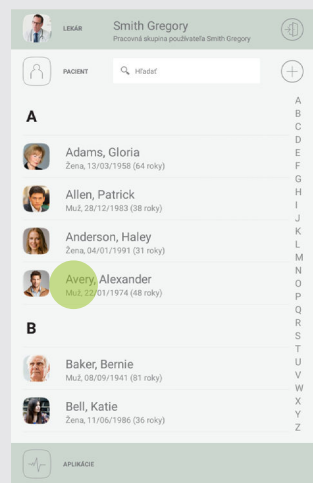 LEKÁR
Smith Gregory
Pracovná skupina používateľa Smith Gregory
PACIENT
Hľadať
A
Adams, Gloria
Žena, 13/03/1958 (64 roky)
Allen, Patrick
Muž, 28/12/1983 (38 roky)
Anderson, Haley
Žena, 04/01/1991 (31 roky)
Avery, Alexander
Muž, 22/01/1974 (48 roky)
B
Baker, Bernie
Muž, 08/09/1941 (81 roky)
Bell, Katie
Žena, 11/06/1986 (36 roky)
A
B
C
D
E
F
G
H
I
J
K
L
M
N
O
P
Q
R
S
T
U
V
W
X
Y
Z
APLIKÁCIE